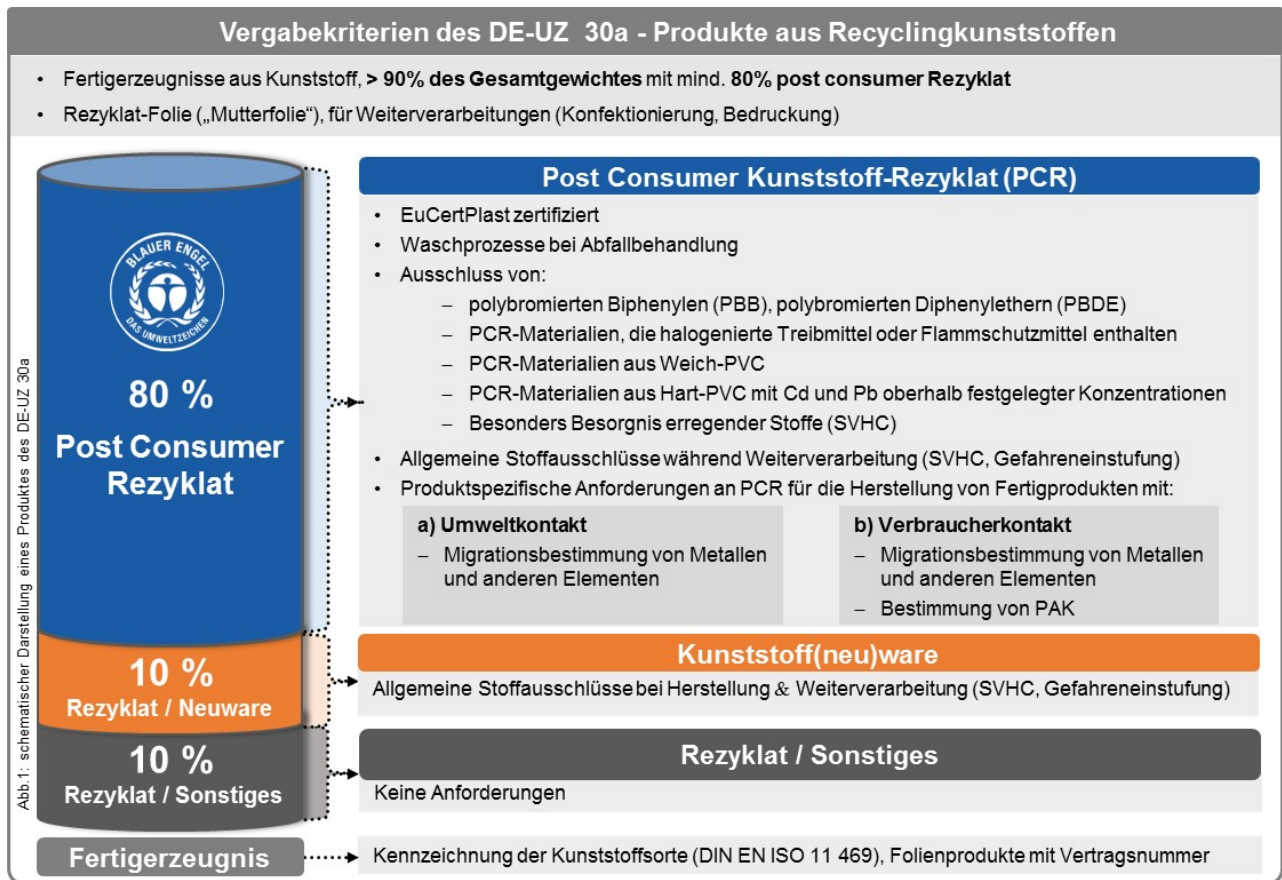 Vergabekriterien des DE-UZ 30a - Produkte aus Recyclingkunststoffen
• Fertigerzeugnisse aus Kunststoff, > 90% des Gesamtgewichtes mit mind. 80% post consumer Rezyklat
• Rezyklat-Folie („Mutterfolie“), für Weiterverarbeitungen (Konfektionierung, Bedruckung)
BLAUER ENGEL
DAS UMWELTZEICHEN
80 %
Post Consumer
Rezyklat
Post Consumer Kunststoff-Rezyklat (PCR)
• EuCertPlast zertifiziert
• Waschprozesse bei Abfallbehandlung
• Ausschluss von:
– polybromierten Biphenylen (PBB), polybromierten Diphenylethern (PBDE)
– PCR-Materialien, die halogenierte Treibmittel oder Flammschutzmittel enthalten
– PCR-Materialien aus Weich-PVC
– PCR-Materialien aus Hart-PVC mit Cd und Pb oberhalb festgelegter Konzentrationen
– Besonders Besorgnis erregender Stoffe (SVHC)
• Allgemeine Stoffausschlüsse während Weiterverarbeitung (SVHC, Gefahreneinstufung)
• Produktspezifische Anforderungen an PCR für die Herstellung von Fertigprodukten mit:
a) Umweltkontakt
– Migrationsbestimmung von Metallen
und anderen Elementen
b) Verbraucherkontakt
– Migrationsbestimmung von Metallen
und anderen Elementen
– Bestimmung von PAK
10 %
Rezyklat / Neuware
Kunststoff(neu)ware
Allgemeine Stoffausschlüsse bei Herstellung & Weiterverarbeitung (SVHC, Gefahreneinstufung)
10 %
Rezyklat / Sonstiges
Rezyklat / Sonstiges
Keine Anforderungen
Fertigerzeugnis
Kennzeichnung der Kunststoffsorte (DIN EN ISO 11 469), Folienprodukte mit Vertragsnummer
Abb.1: schematischer Darstellung eines Produktes des DE-UZ 30a